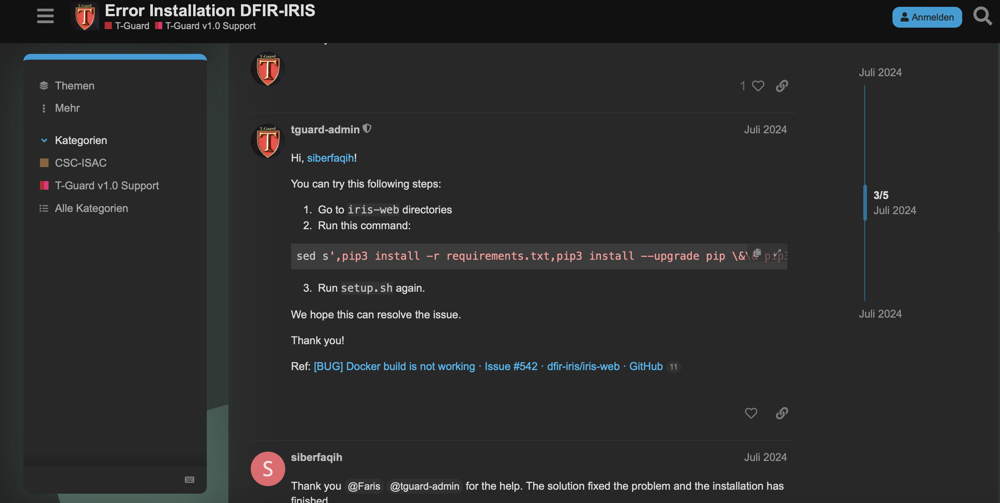 T-Guard
Error Installation DFIR-IRIS
T-Guard T-Guard v1.0 Support
Anmelden
Themen
Mehr
Kategorien
CSC-ISAC
T-Guard v1.0 Support
Alle Kategorien
T-Guard
1
T-Guard
tguard-admin
Juli 2024
Hi, siberfaqih!
You can try this following steps:
1. Go to iris-web directories
2. Run this command:
sed s',pip3 install -r requirements.txt,pip3 install --upgrade pip \&\& pip3
3. Run setup.sh again.
We hope this can resolve the issue.
Thank you!
Ref: [BUG] Docker build is not working · Issue #542 · dfir-iris/iris-web · GitHub 11
S
siberfaqih
Juli 2024
Thank you @Faris @tguard-admin for the help. The solution fixed the problem and the installation has
finished
Juli 2024
3/5
Juli 2024
Juli 2024